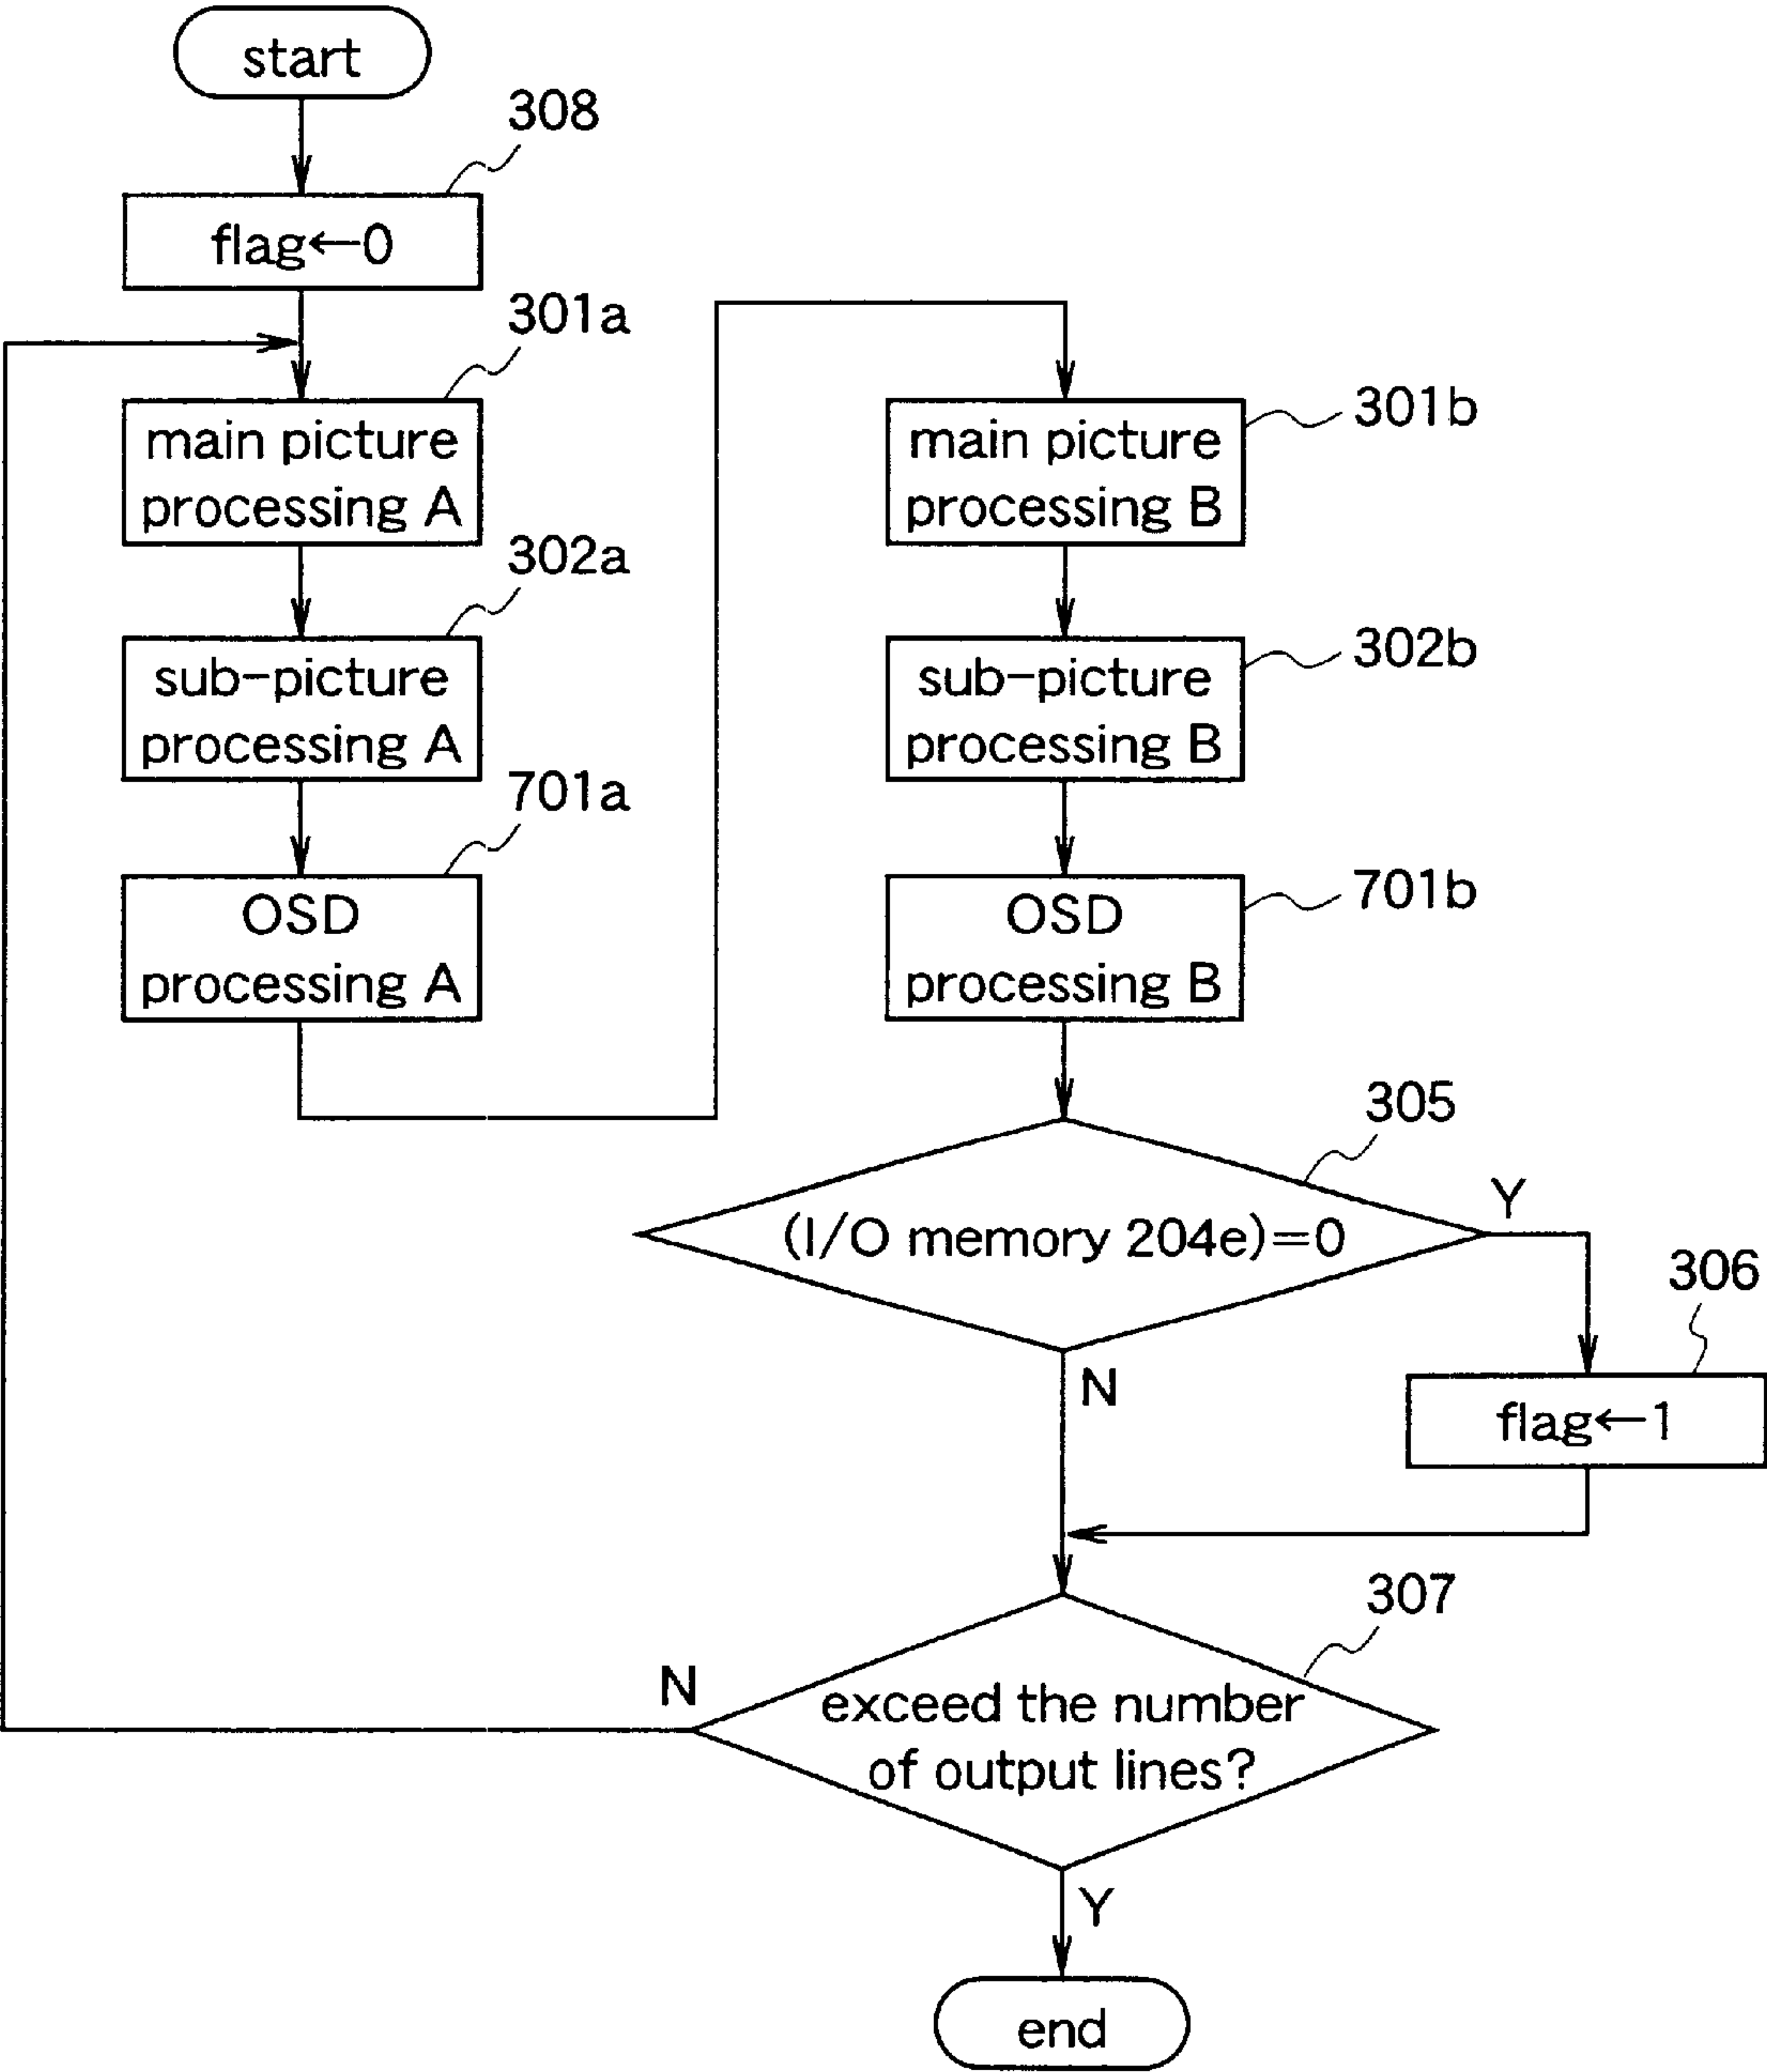 start
308
flag←0
301a
main picture
processing A
302a
sub-picture
processing A
701a
OSD
processing A
301b
main picture
processing B
302b
sub-picture
processing B
701b
OSD
processing B
305
(I/O memory 204e)=0
Y
N
306
flag←1
307
exceed the number
of output lines?
N
Y
end